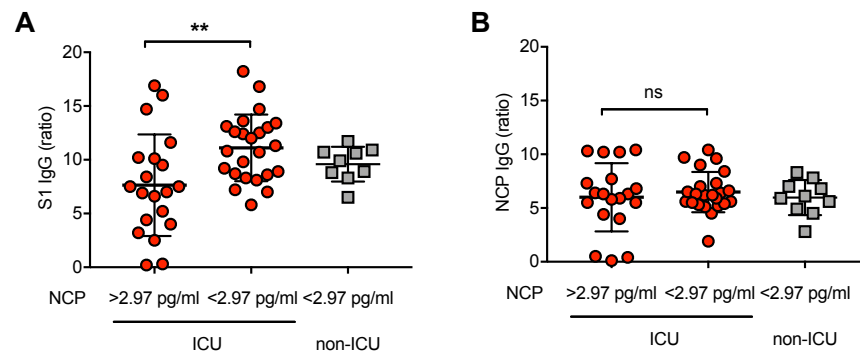 A
**
20
15
10
5
0
S1 IgG (ratio)
NCP >2.97 pg/ml <2.97 pg/ml <2.97 pg/ml
ICU non-ICU
B
ns
20
15
10
5
0
NCP IgG (ratio)
NCP >2.97 pg/ml <2.97 pg/ml <2.97 pg/ml
ICU non-ICU